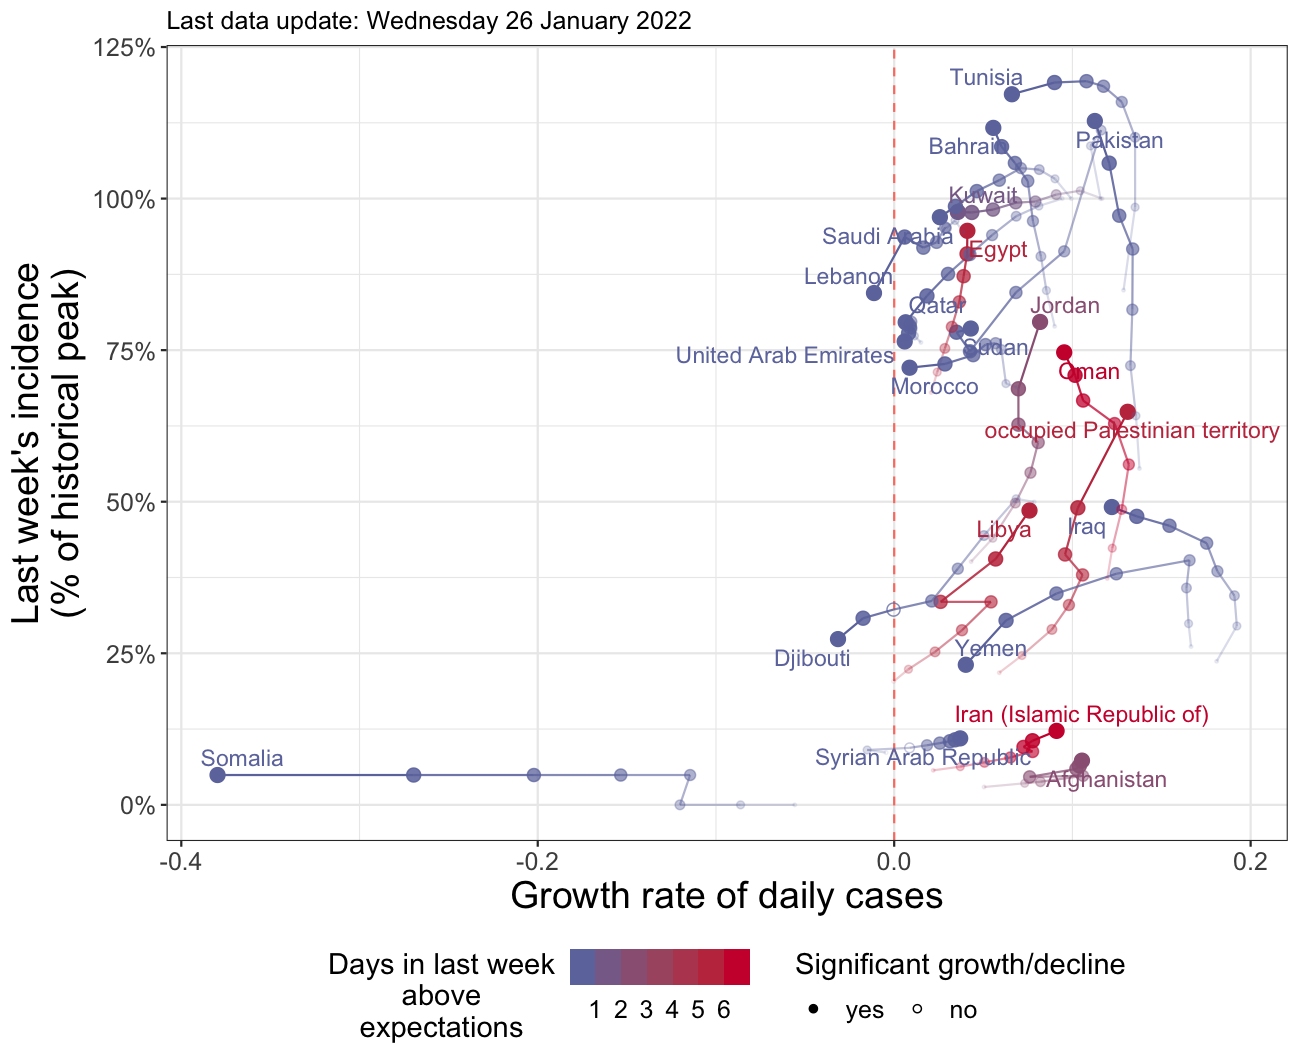 Last data update: Wednesday 26 January 2022
125%
100%
75%
50%
25%
0%
Last week's incidence
(% of historical peak)
Tunisia
Pakistan
Bahrain
Kuwait
Saudi Arabia
Egypt
Lebanon
Qatar
Jordan
Sudan
United Arab Emirates
Oman
Morocco
occupied Palestinian territory
Libya
Iraq
Yemen
Djibouti
Iran (Islamic Republic of)
Somalia
Syrian Arab Republic
Afghanistan
-0.4
-0.2
0.0
0.2
Growth rate of daily cases
Days in last week
above
expectations
1 2 3 4 5 6
Significant growth/decline
yes no